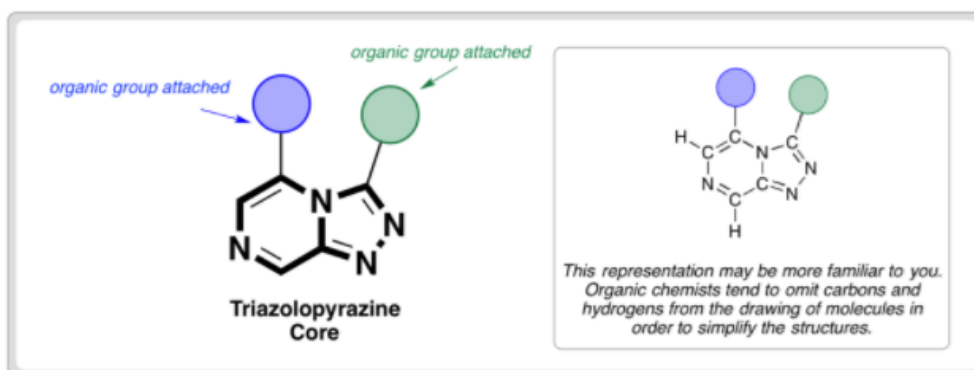 organic group attached
organic group attached
N
N
N
N
Triazolopyrazine
Core
H
C
C
N
C
N
N
C
C
N
H
This representation may be more familiar to you.
Organic chemists tend to omit carbons and
hydrogens from the drawing of molecules in
order to simplify the structures.